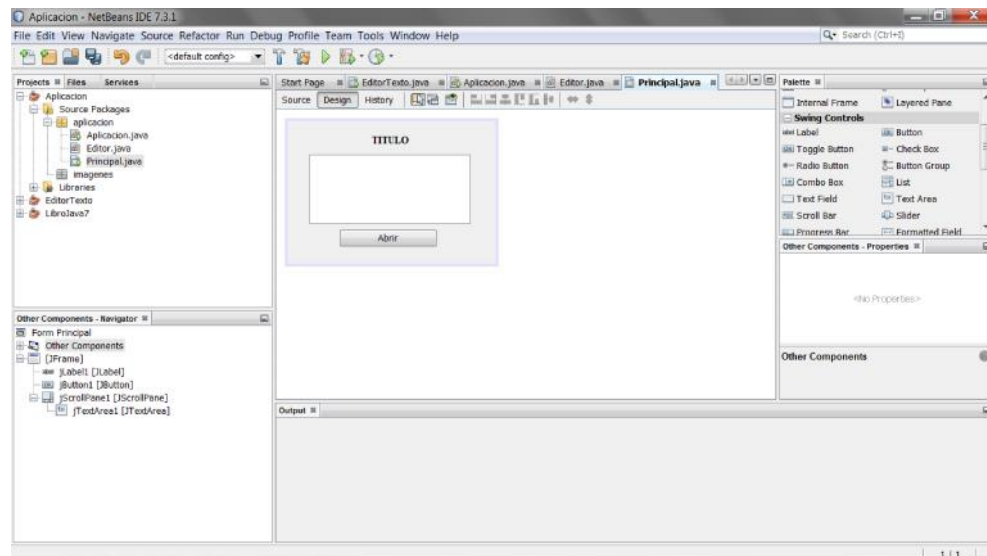 Aplicacion - NetBeans IDE 7.3.1
File Edit View Navigate Source Refactor Run Debug Profile Team Tools Window Help
Search (Ctrl+I)
<default config>
Projects Files Services
Aplicacion
Source Packages
aplicacion
Aplicacion.java
Editor.java
Principal.java
imagenes
Libraries
EditorTexto
LibroJava7
Start Page EditorTexto.java Aplicacion.java Editor.java Principal.java
Source Design History
TITULO
Abrir
Palette
Internal Frame Layered Pane
Swing Controls
Label Button
Toggle Button Check Box
Radio Button Button Group
Combo Box List
Text Field Text Area
Scroll Bar Slider
Progress Bar Formatted Field
Other Components - Properties
<No Properties>
Other Components
Other Components - Navigator
Form Principal
Other Components
[JFrame]
jLabel1 [JLabel]
jButton1 [JButton]
jScrollPane1 [JScrollPane]
jTextArea1 [JTextArea]
Output
1 / 1